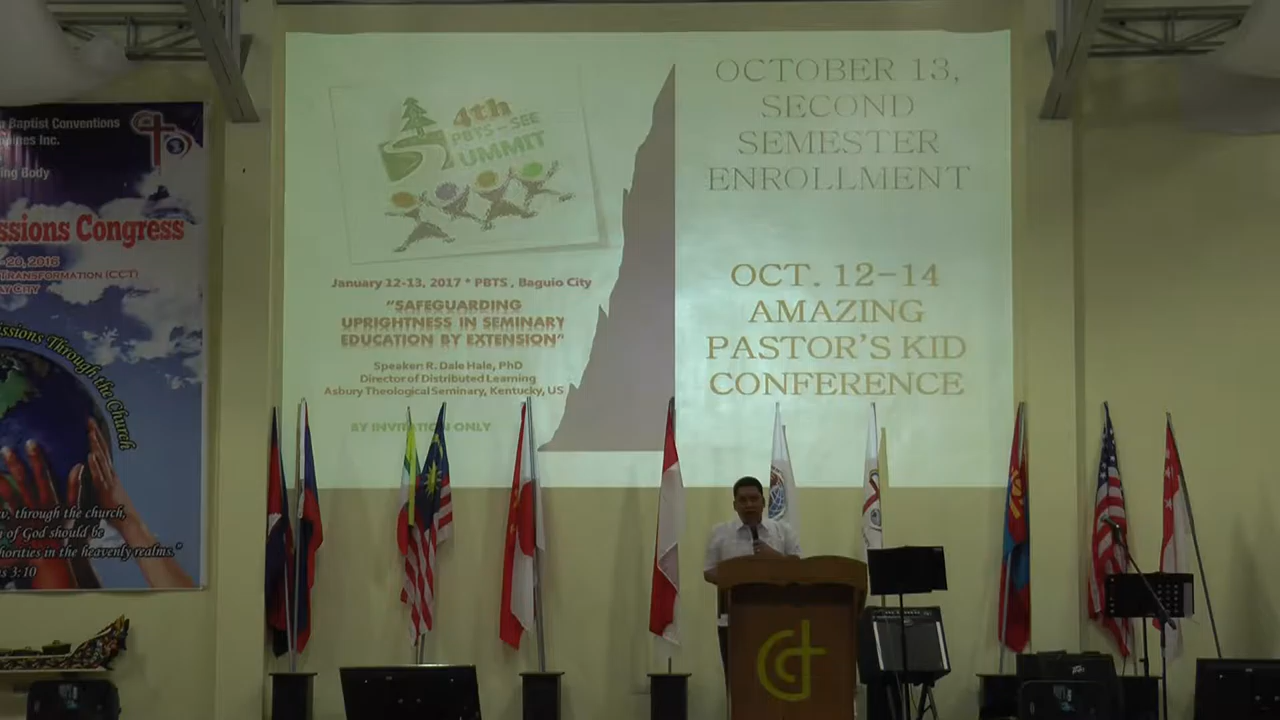 Baptist Conventions
ines Inc.
ing Body
ssions Congress
-20, 2016
TRANSFORMATION (CCT)
AY CITY
ssions Through the Church
, through the church,
of God should be
horities in the heavenly realms."
s 3:10
4th
PBTS-SEE
UMMIT
January 12-13, 2017 * PBTS , Baguio City
"SAFEGUARDING
UPRIGHTNESS IN SEMINARY
EDUCATION BY EXTENSION"
Speaker: R. Dale Hale, PhD
Director of Distributed Learning
Asbury Theological Seminary, Kentucky, US
BY INVITATION ONLY
OCTOBER 13,
SECOND
SEMESTER
ENROLLMENT
OCT. 12-14
AMAZING
PASTOR'S KID
CONFERENCE